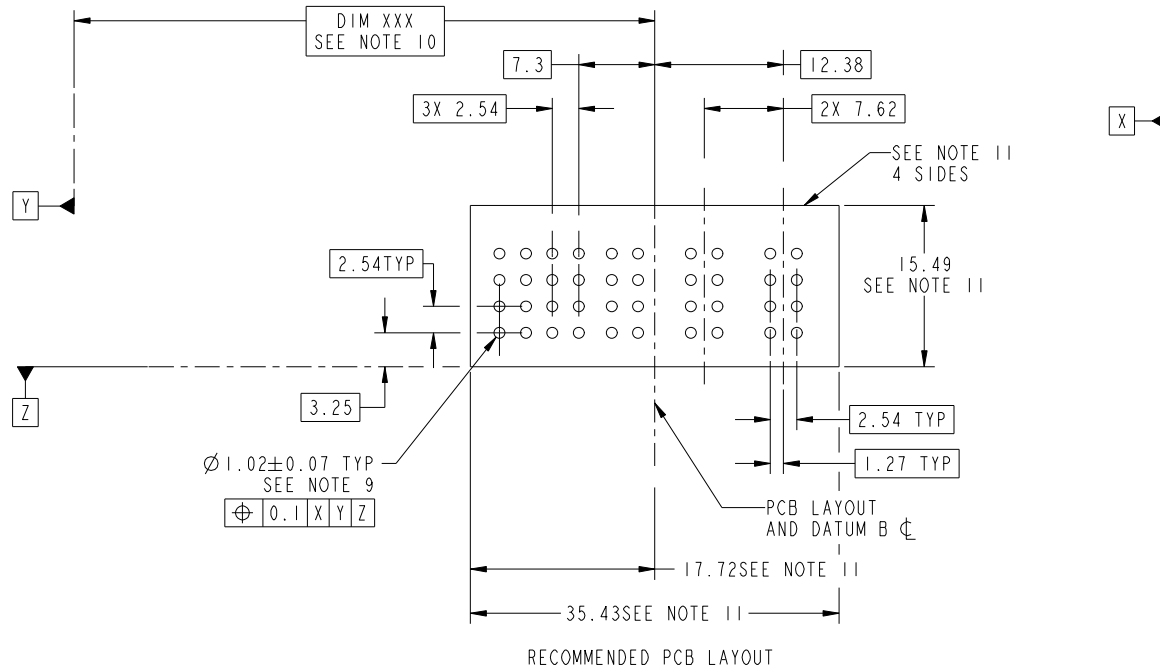 DIM XXX
SEE NOTE 10
7.3
12.38
3X 2.54
2X 7.62
X
SEE NOTE 11
4 SIDES
Y
2.54TYP
15.49
SEE NOTE 11
Z
3.25
2.54 TYP
Ø1.02±0.07 TYP
SEE NOTE 9
⌖ 0.1 X Y Z
1.27 TYP
PCB LAYOUT
AND DATUM B ℄
17.72SEE NOTE 11
35.43SEE NOTE 11
RECOMMENDED PCB LAYOUT